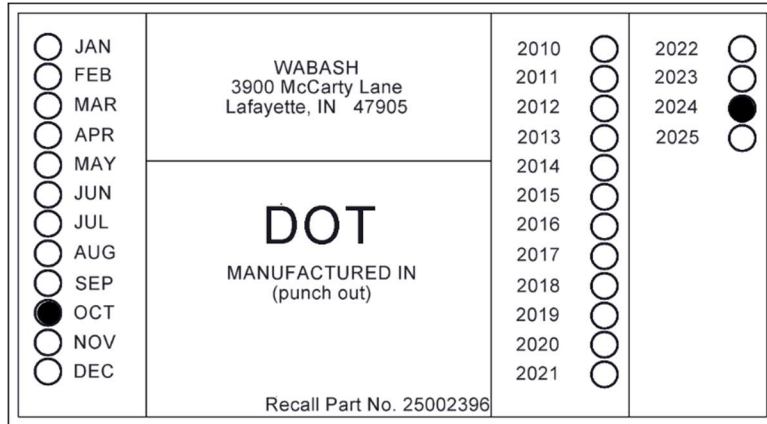 JAN
FEB
MAR
APR
MAY
JUN
JUL
AUG
SEP
OCT
NOV
DEC
WABASH
3900 McCarty Lane
Lafayette, IN 47905
DOT
MANUFACTURED IN
(punch out)
Recall Part No. 25002396
2010
2011
2012
2013
2014
2015
2016
2017
2018
2019
2020
2021
2022
2023
2024
2025